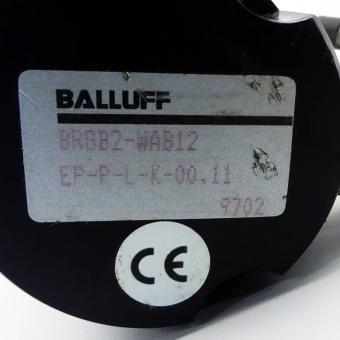 BALLUFF
BRGB2-WAB12
EP-P-L-K-00.11
9702
CE